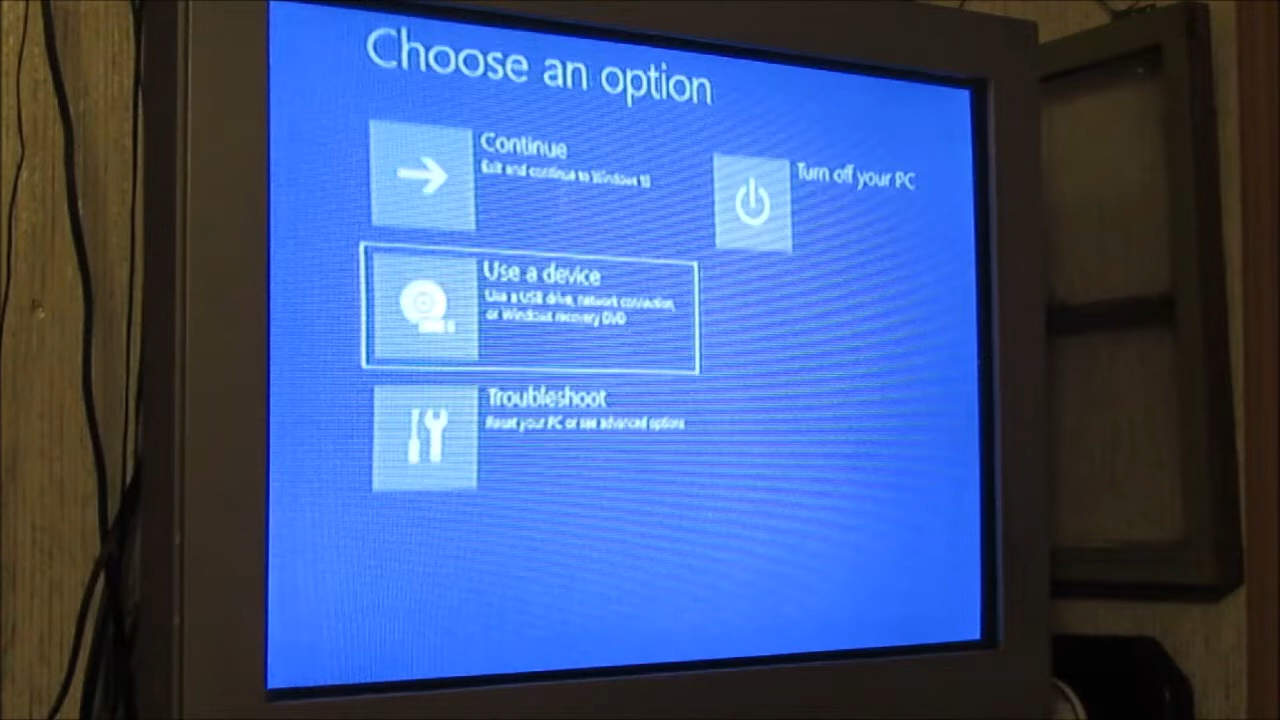 Choose an option
Continue
Exit and continue to Windows 10
Turn off your PC
Use a device
Use a USB drive, network connection,
or Windows recovery DVD
Troubleshoot
Reset your PC or see advanced options